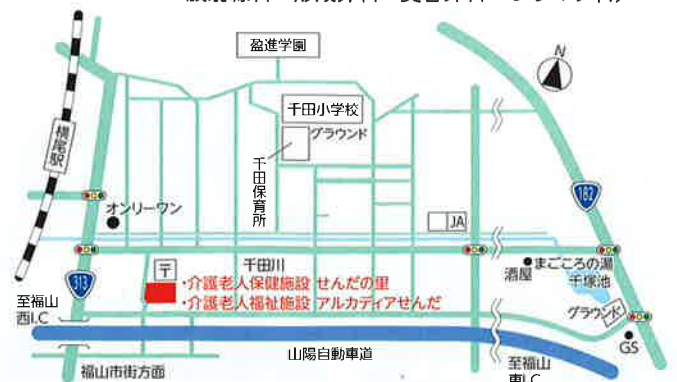 盈進学園
N
千田小学校
グラウンド
横尾駅
千田保育所
182
オンリーワン
JA
〒
千田川
まごころの湯
酒屋
千塚池
313
・介護老人保健施設 せんだの里
・介護老人福祉施設 アルカディアせんだ
至福山
西I.C
グラウンド
GS
山陽自動車道
至福山
東I.C
福山市街方面